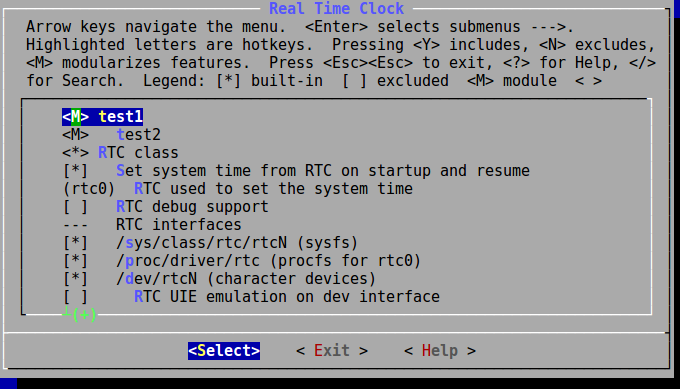 Real Time Clock
Arrow keys navigate the menu.  <Enter> selects submenus --->.
Highlighted letters are hotkeys.  Pressing <Y> includes, <N> excludes,
<M> modularizes features.  Press <Esc><Esc> to exit, <?> for Help, </>
for Search.  Legend: [*] built-in  [ ] excluded  <M> module  < >
<M> test1
<M>   test2
<*> RTC class
[*]   Set system time from RTC on startup and resume
(rtc0)  RTC used to set the system time
[ ]   RTC debug support
---   RTC interfaces
[*]   /sys/class/rtc/rtcN (sysfs)
[*]   /proc/driver/rtc (procfs for rtc0)
[*]   /dev/rtcN (character devices)
[ ]     RTC UIE emulation on dev interface
┴(+)
<Select>    < Exit >    < Help >